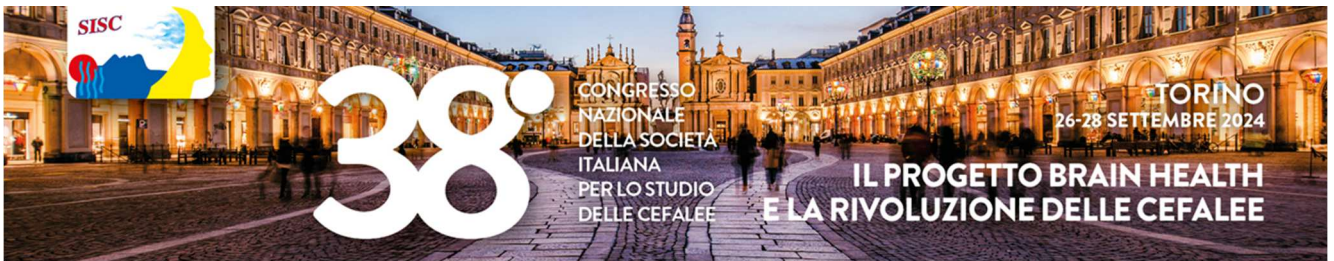 SISC
38°
CONGRESSO
NAZIONALE
DELLA SOCIETÀ
ITALIANA
PER LO STUDIO
DELLE CEFALEE
TORINO
26-28 SETTEMBRE 2024
IL PROGETTO BRAIN HEALTH
E LA RIVOLUZIONE DELLE CEFALEE